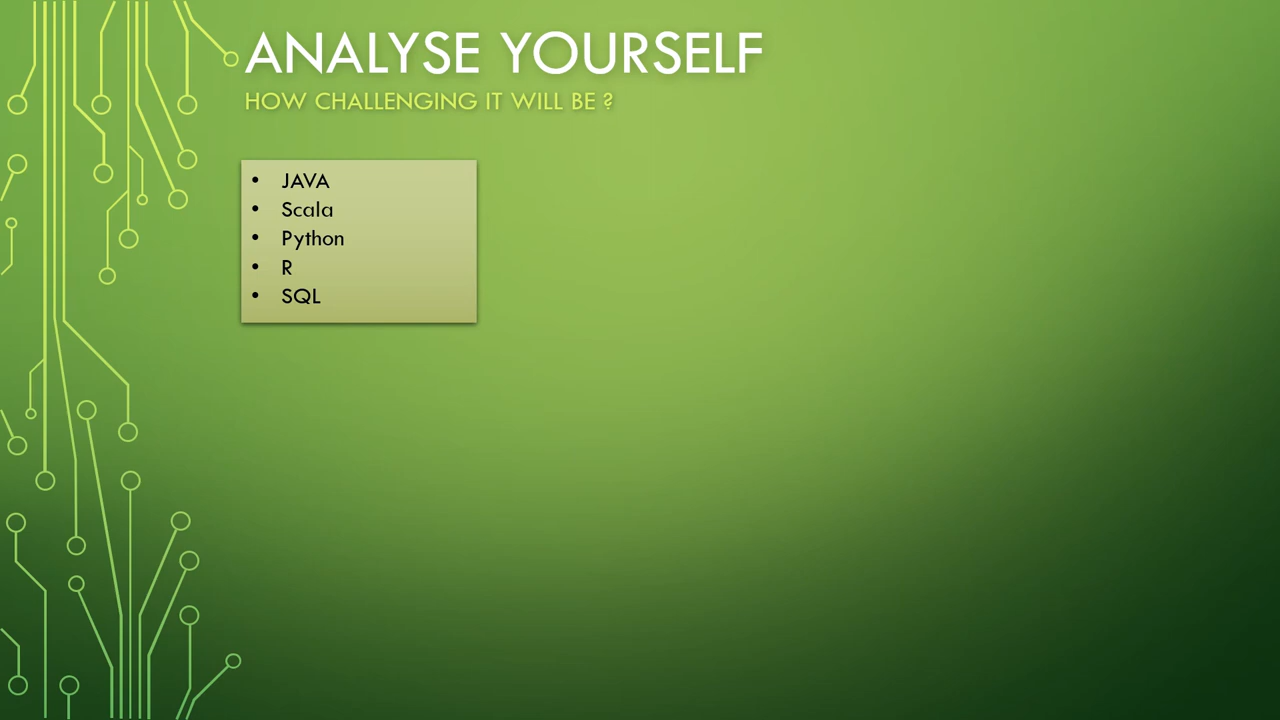 ANALYSE YOURSELF
HOW CHALLENGING IT WILL BE ?
• JAVA
• Scala
• Python
• R
• SQL